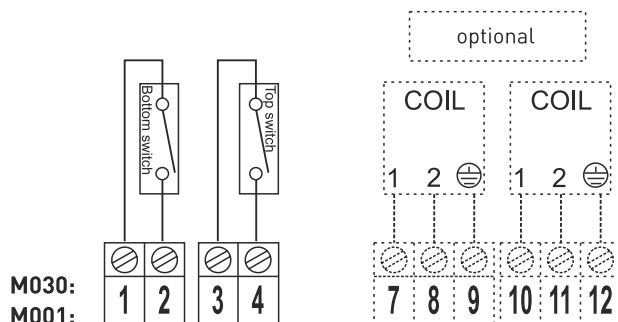 optional
Bottom switch
Top switch
COIL
COIL
1 2
1 2
M030:
M001:
1 2 3 4 7 8 9 10 11 12